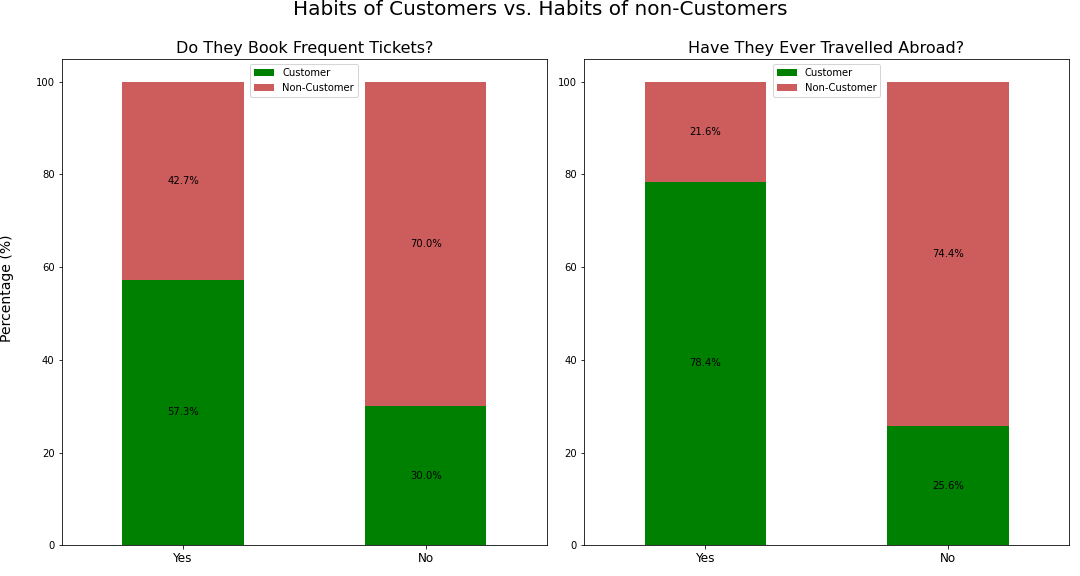 Habits of Customers vs. Habits of non-Customers
Do They Book Frequent Tickets?
Customer
Non-Customer
Percentage (%)
100
80
60
40
20
0
42.7%
70.0%
57.3%
30.0%
Yes
No
Have They Ever Travelled Abroad?
Customer
Non-Customer
100
80
60
40
20
0
21.6%
74.4%
78.4%
25.6%
Yes
No